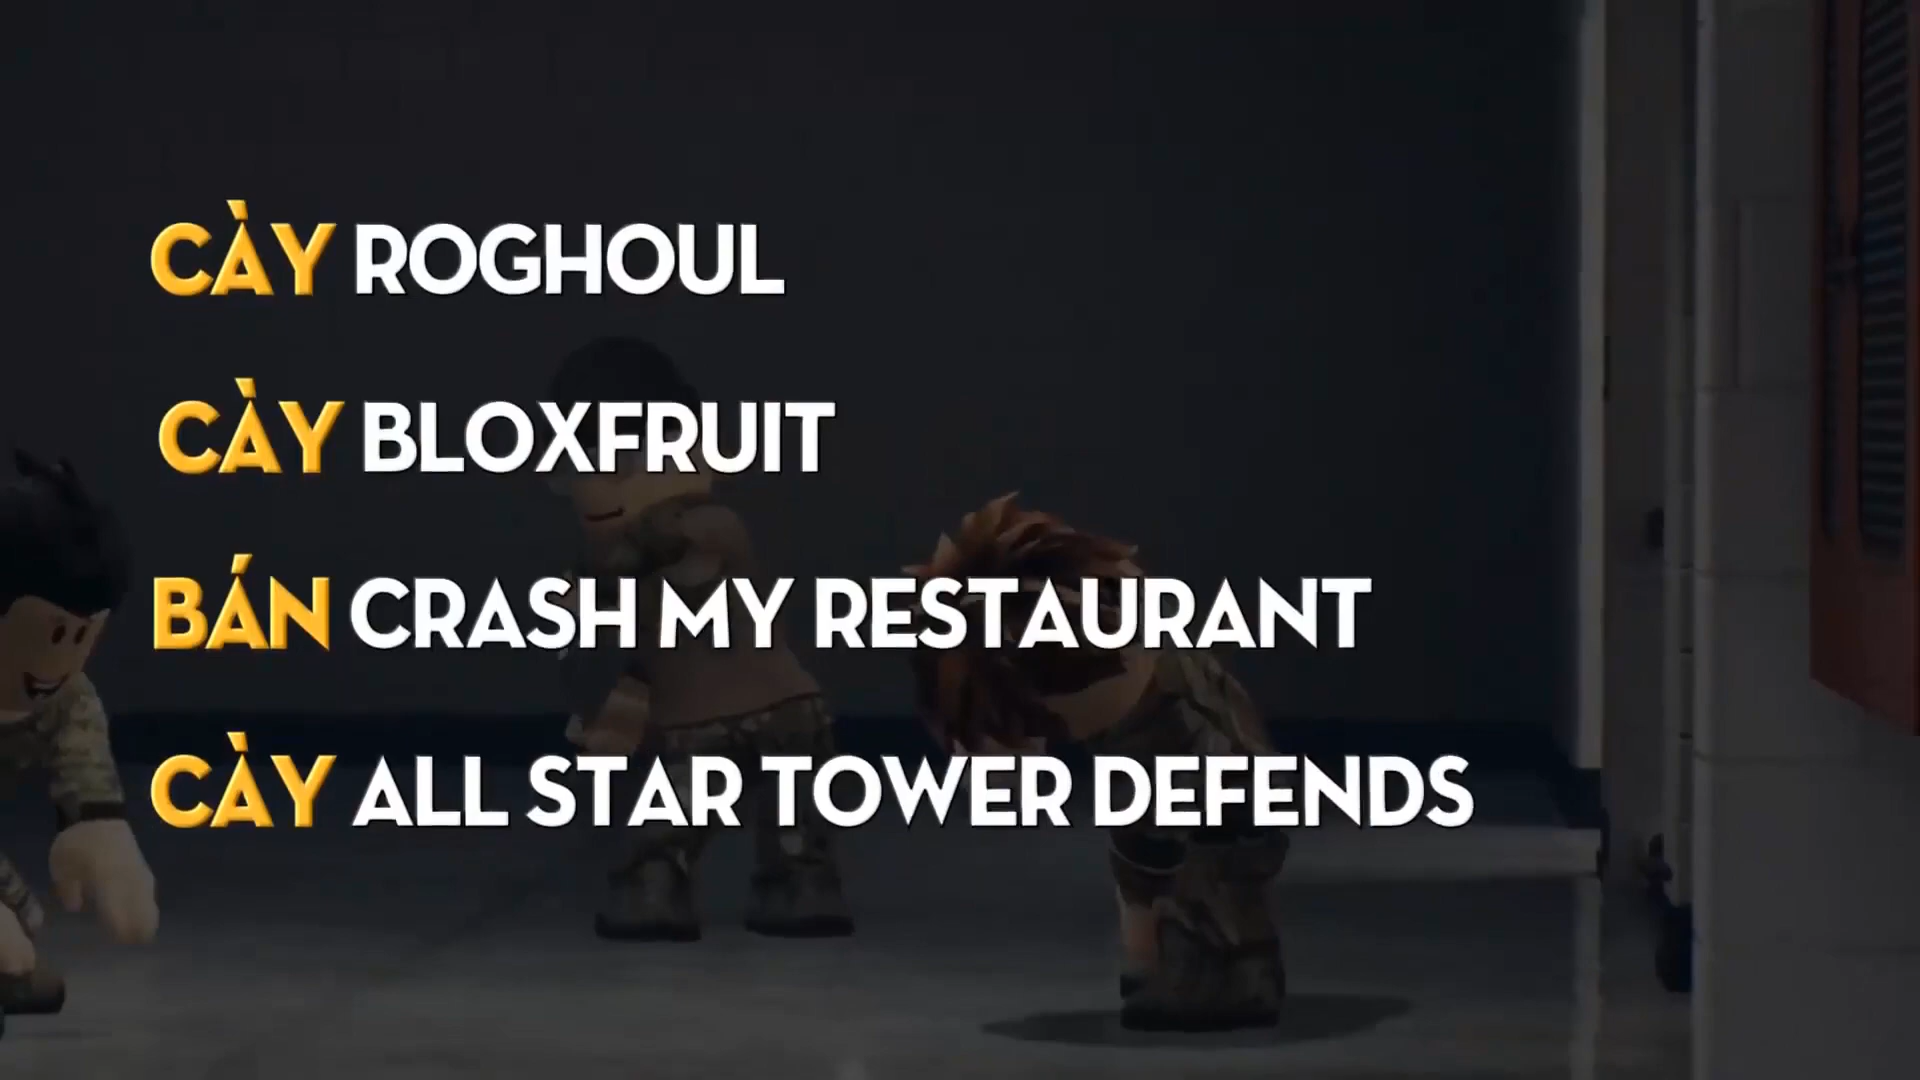 CÀY ROGHOUL
CÀY BLOXFRUIT
BÁN CRASH MY RESTAURANT
CÀY ALL STAR TOWER DEFENDS